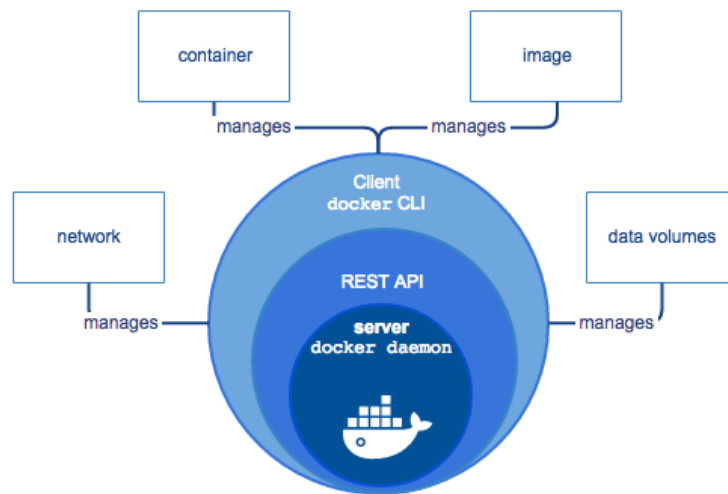 container
image
manages
manages
Client
docker CLI
network
data volumes
REST API
manages
server
docker daemon
manages